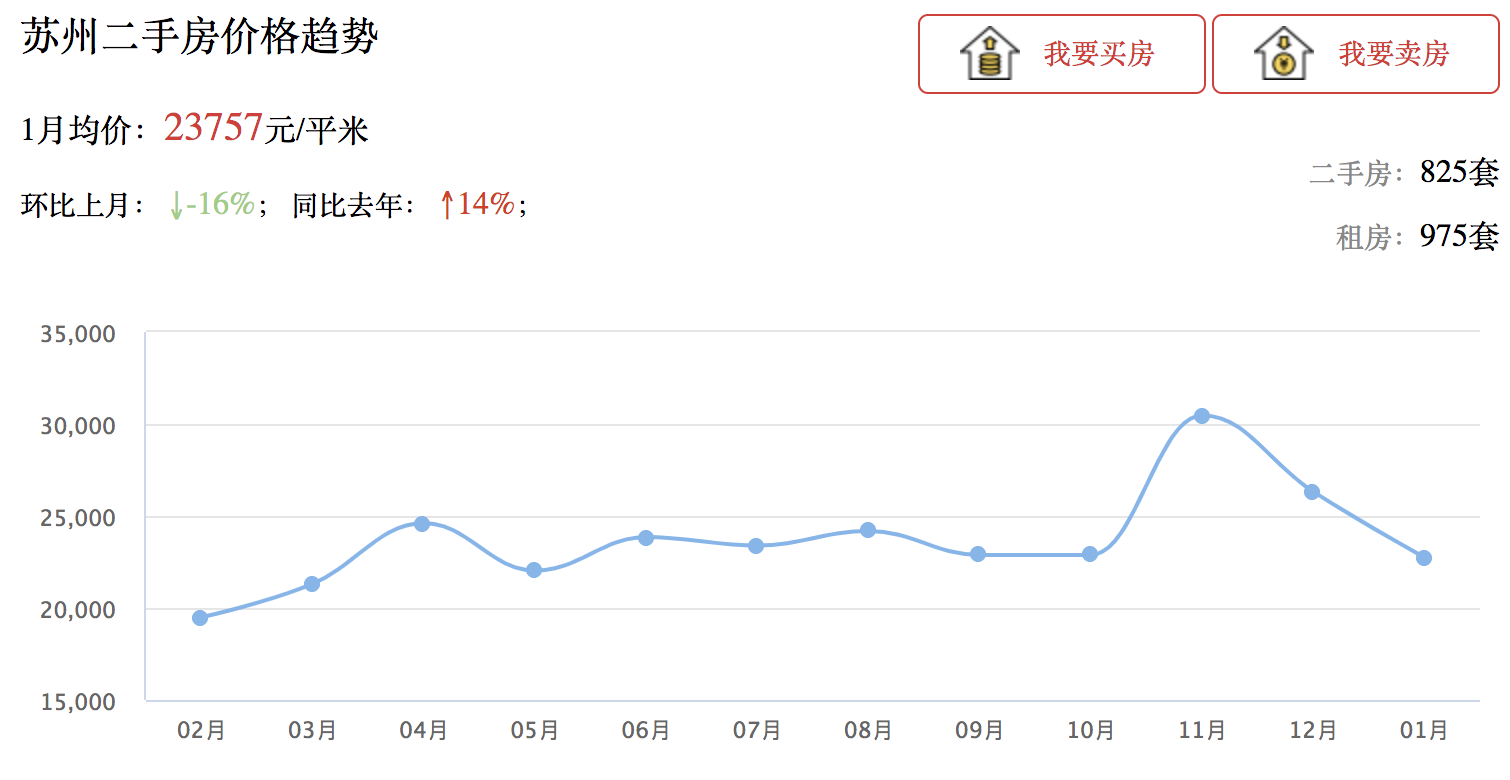 苏州二手房价格趋势
我要买房
我要卖房
1月均价：23757元/平米
环比上月：↓-16%； 同比去年：↑14%；
二手房：825套
租房：975套
35,000
30,000
25,000
20,000
15,000
02月 03月 04月 05月 06月 07月 08月 09月 10月 11月 12月 01月